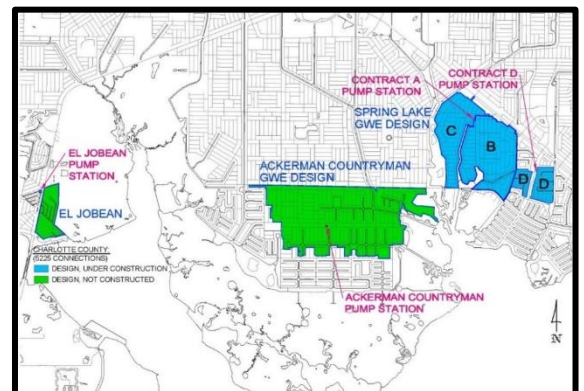 CONTRACT A
PUMP STATION
CONTRACT D
PUMP STATION
SPRING LAKE
GWE DESIGN
C
B
D
D
EL JOBEAN
PUMP
STATION
ACKERMAN COUNTRYMAN
GWE DESIGN
EL JOBEAN
CHARLOTTE COUNTY:
(5225 CONNECTIONS)
DESIGN, UNDER CONSTRUCTION
DESIGN, NOT CONSTRUCTED
ACKERMAN COUNTRYMAN
PUMP STATION
N